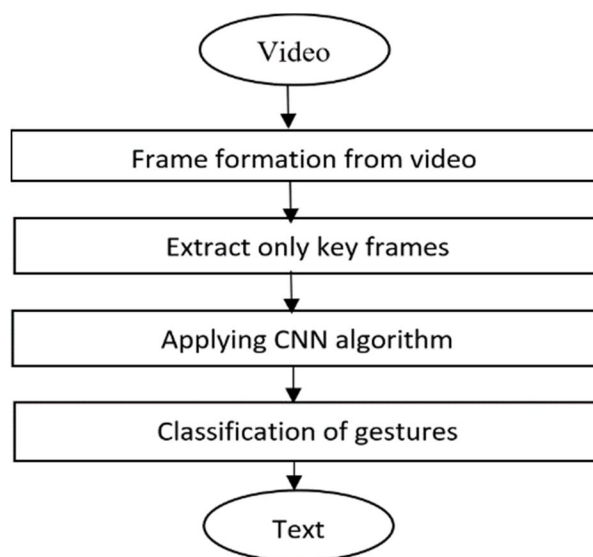 Video
Frame formation from video
Extract only key frames
Applying CNN algorithm
Classification of gestures
Text